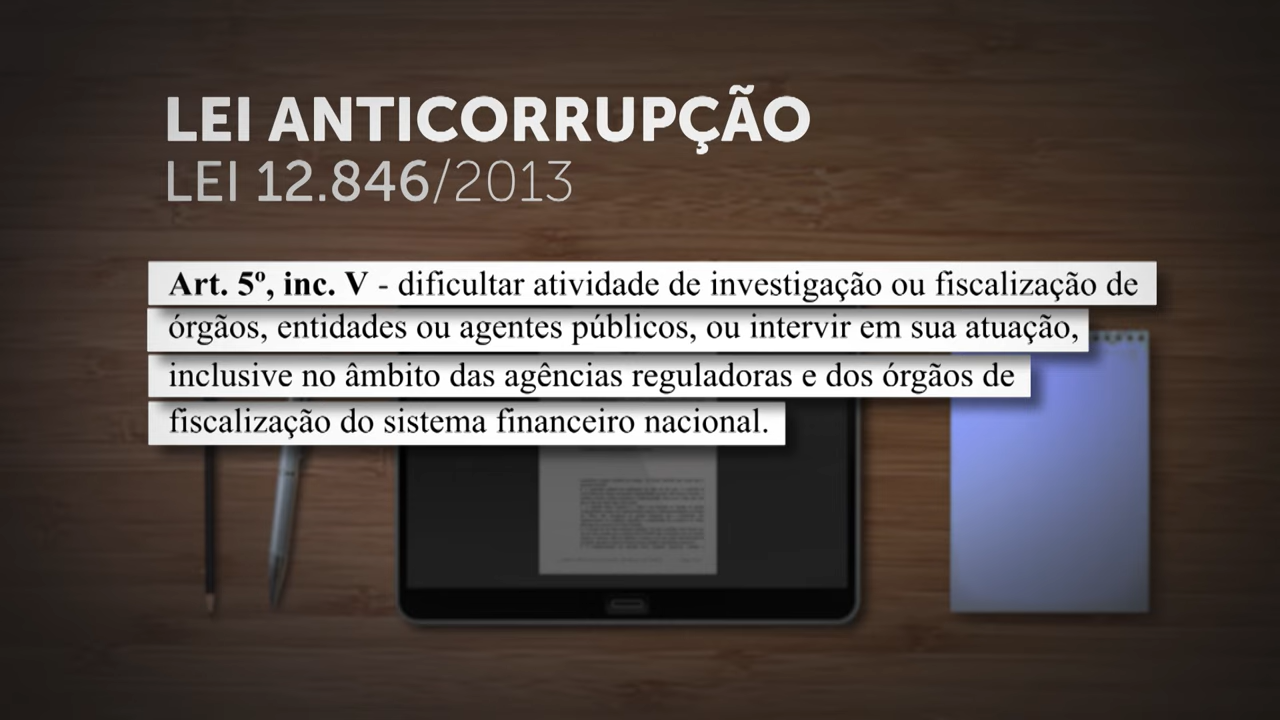 LEI ANTICORRUPÇÃO
LEI 12.846/2013
Art. 5º, inc. V - dificultar atividade de investigação ou fiscalização de
órgãos, entidades ou agentes públicos, ou intervir em sua atuação,
inclusive no âmbito das agências reguladoras e dos órgãos de
fiscalização do sistema financeiro nacional.